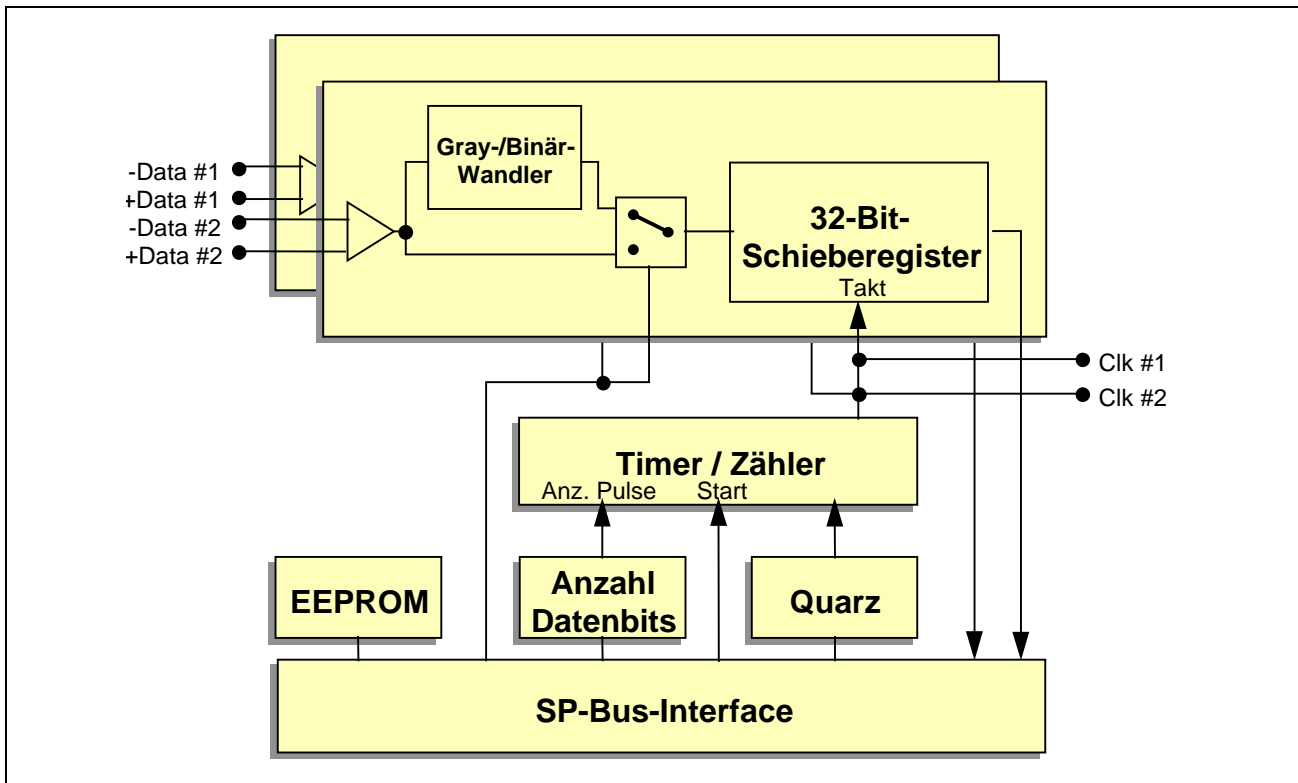 Gray-/Binär-
Wandler
-Data #1
+Data #1
-Data #2
+Data #2
32-Bit-
Schieberegister
Takt
Clk #1
Clk #2
Timer / Zähler
Anz. Pulse
Start
EEPROM
Anzahl
Datenbits
Quarz
SP-Bus-Interface